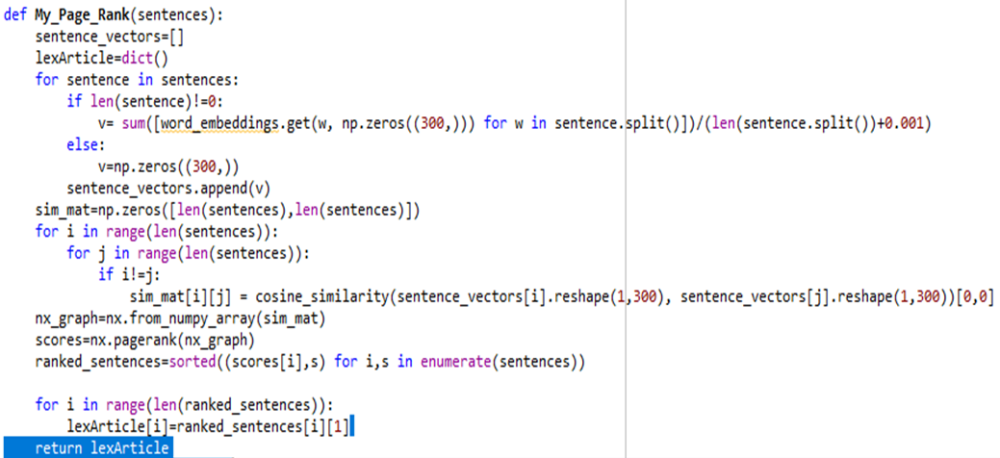 def My_Page_Rank(sentences):
    sentence_vectors=[]
    lexArticle=dict()
    for sentence in sentences:
        if len(sentence)!=0:
            v= sum([word_embeddings.get(w, np.zeros((300,))) for w in sentence.split()])/(len(sentence.split())+0.001)
        else:
            v=np.zeros((300,))
        sentence_vectors.append(v)
    sim_mat=np.zeros([len(sentences),len(sentences)])
    for i in range(len(sentences)):
        for j in range(len(sentences)):
            if i!=j:
                sim_mat[i][j] = cosine_similarity(sentence_vectors[i].reshape(1,300), sentence_vectors[j].reshape(1,300))[0,0]
    nx_graph=nx.from_numpy_array(sim_mat)
    scores=nx.pagerank(nx_graph)
    ranked_sentences=sorted((scores[i],s) for i,s in enumerate(sentences))
    for i in range(len(ranked_sentences)):
        lexArticle[i]=ranked_sentences[i][1]
    return lexArticle